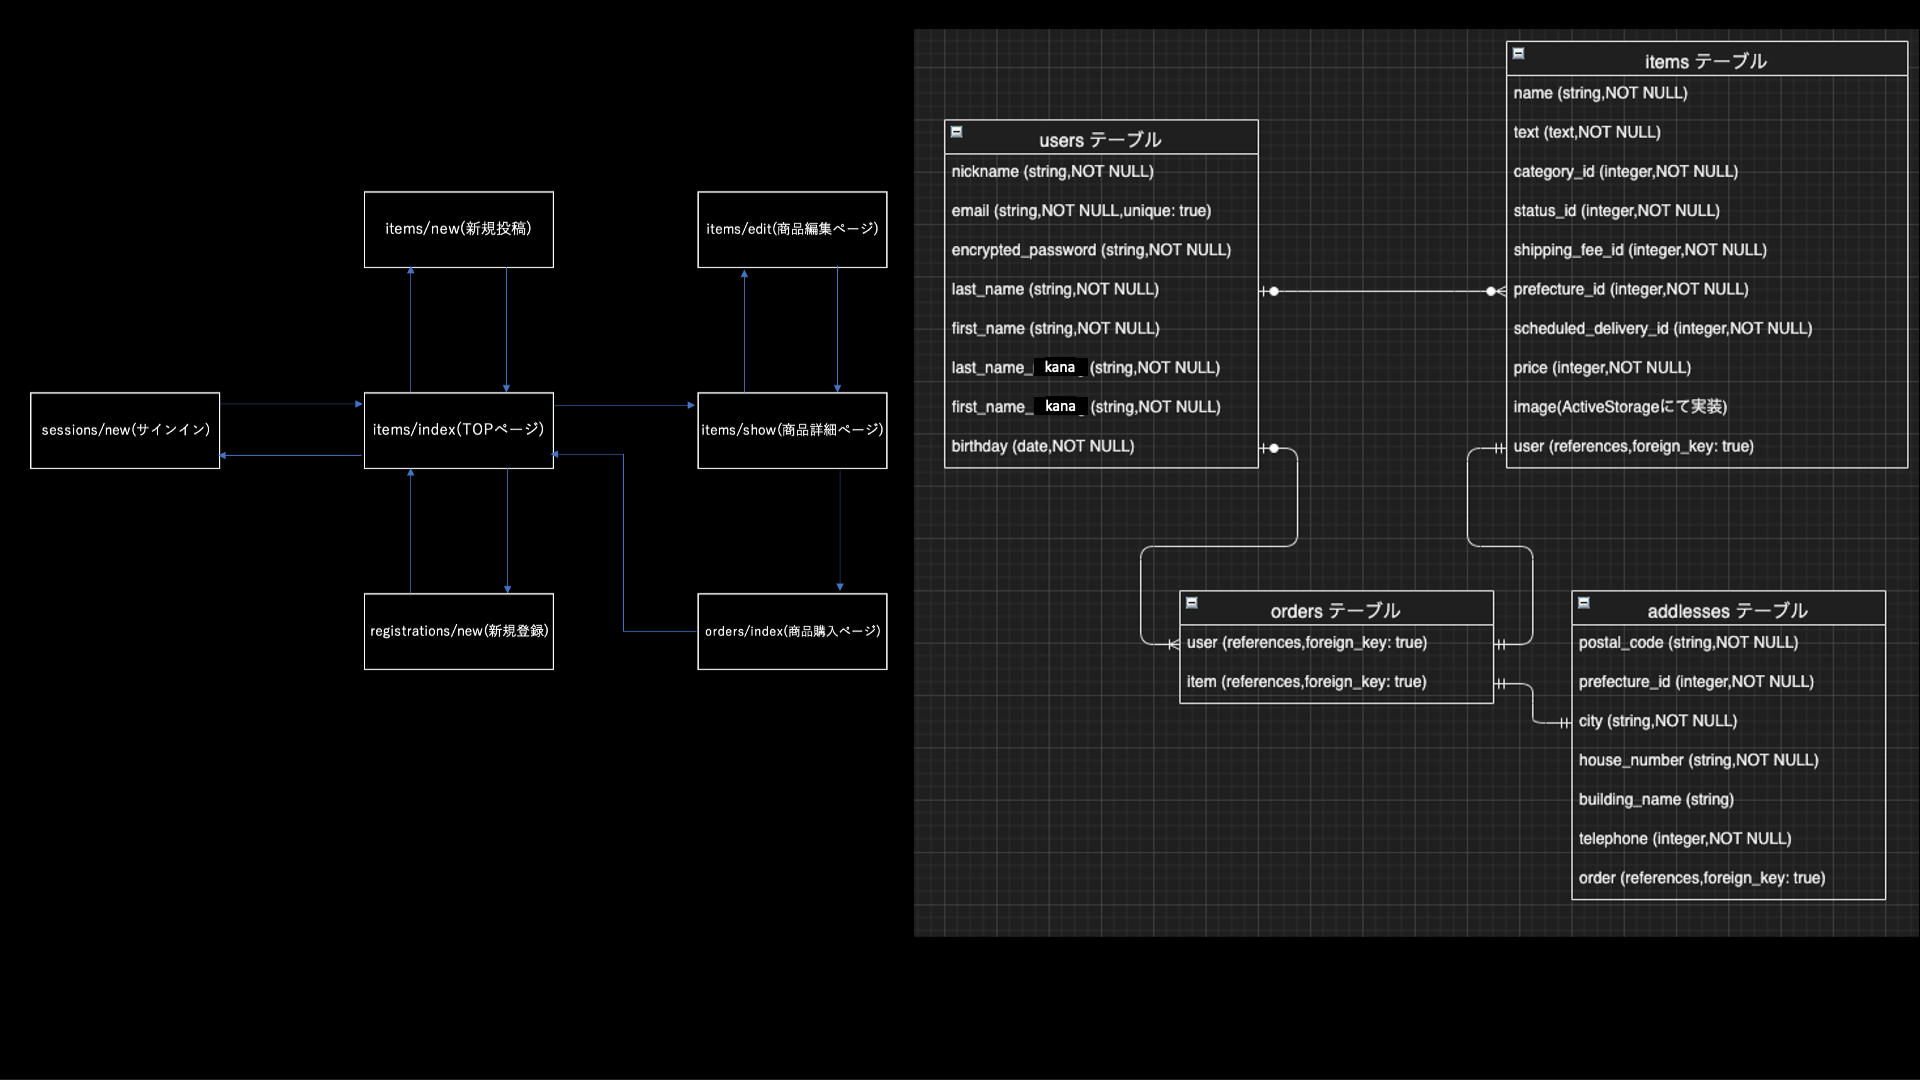 items/new(新規投稿)
items/edit(商品編集ページ)
sessions/new(サインイン)
items/index(TOPページ)
items/show(商品詳細ページ)
registrations/new(新規登録)
orders/index(商品購入ページ)
users テーブル
nickname (string,NOT NULL)
email (string,NOT NULL,unique: true)
encrypted_password (string,NOT NULL)
last_name (string,NOT NULL)
first_name (string,NOT NULL)
last_name_ kana (string,NOT NULL)
first_name_ kana (string,NOT NULL)
birthday (date,NOT NULL)
items テーブル
name (string,NOT NULL)
text (text,NOT NULL)
category_id (integer,NOT NULL)
status_id (integer,NOT NULL)
shipping_fee_id (integer,NOT NULL)
prefecture_id (integer,NOT NULL)
scheduled_delivery_id (integer,NOT NULL)
price (integer,NOT NULL)
image(ActiveStorageにて実装)
user (references,foreign_key: true)
orders テーブル
user (references,foreign_key: true)
item (references,foreign_key: true)
addlesses テーブル
postal_code (string,NOT NULL)
prefecture_id (integer,NOT NULL)
city (string,NOT NULL)
house_number (string,NOT NULL)
building_name (string)
telephone (integer,NOT NULL)
order (references,foreign_key: true)